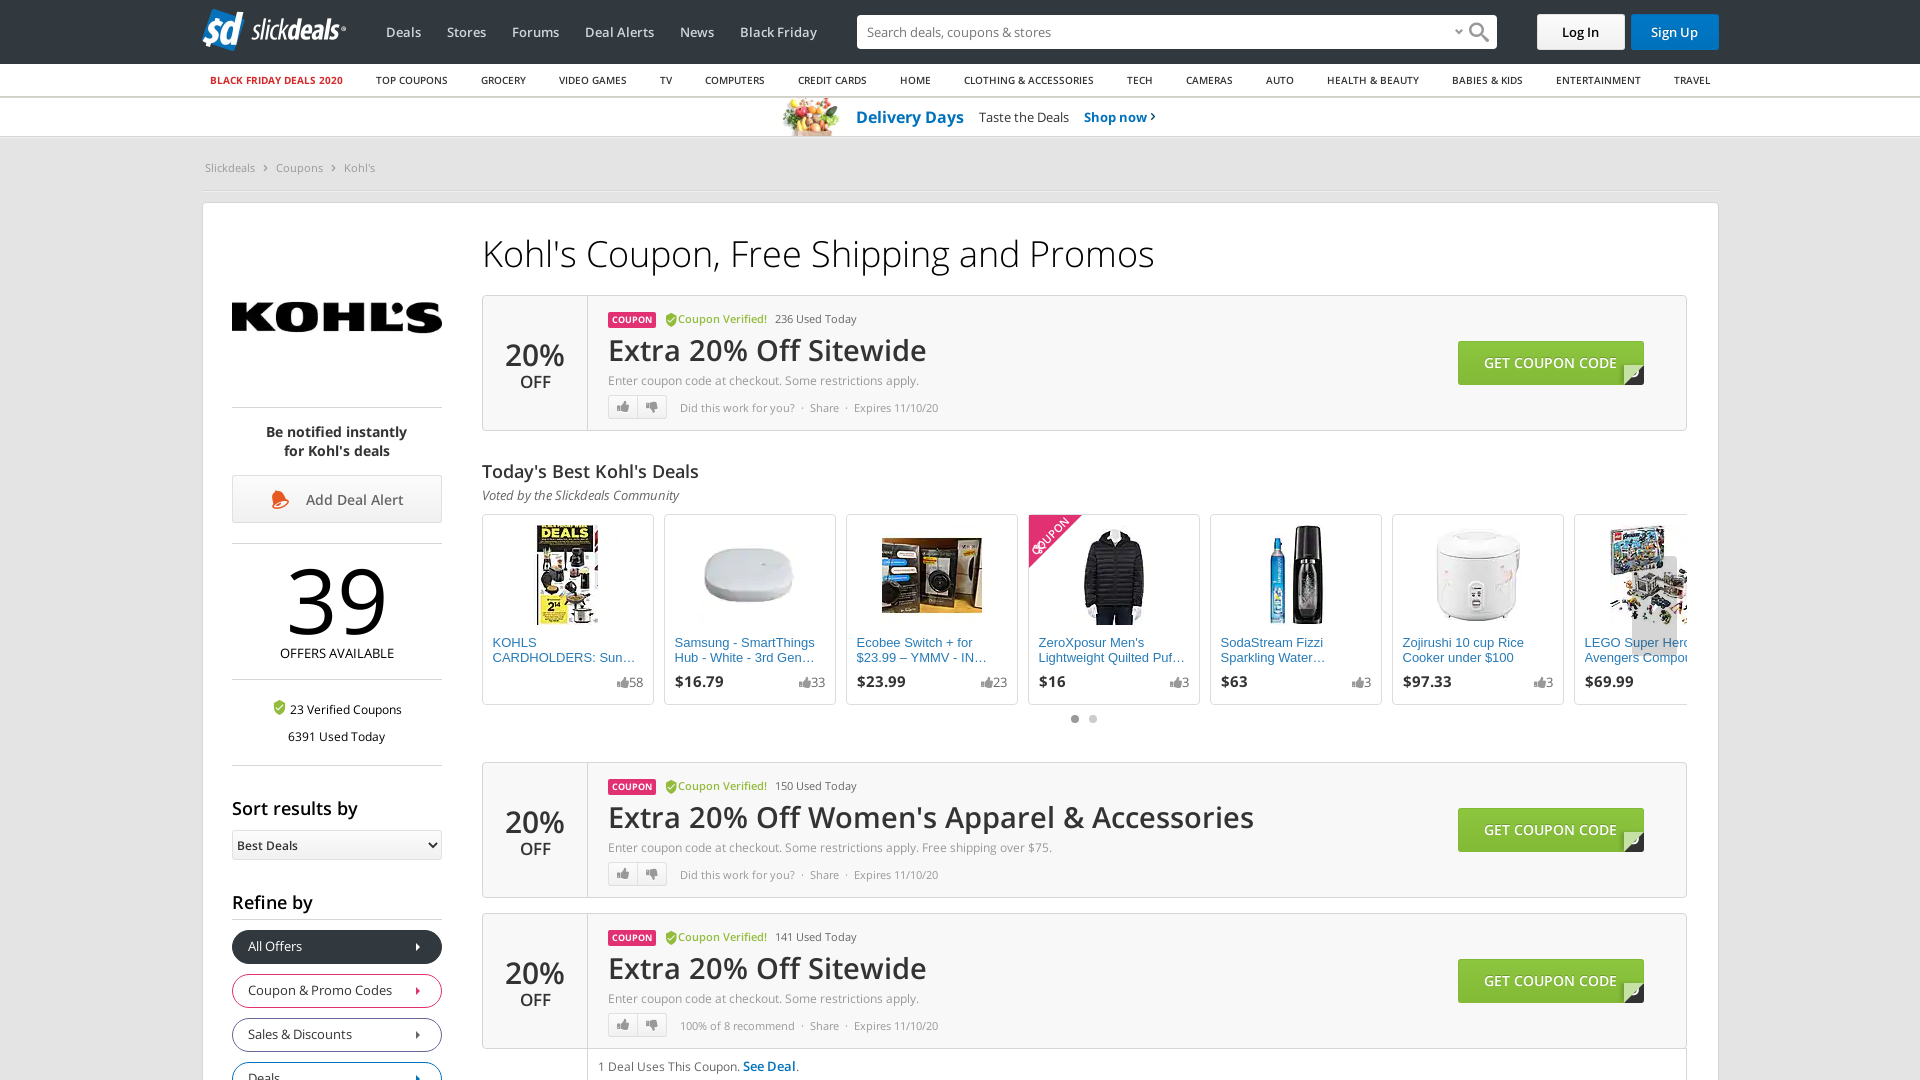 sd slickdeals
Deals
Stores
Forums
Deal Alerts
News
Black Friday
Search deals, coupons & stores
Log In
Sign Up
BLACK FRIDAY DEALS 2020
TOP COUPONS
GROCERY
VIDEO GAMES
TV
COMPUTERS
CREDIT CARDS
HOME
CLOTHING & ACCESSORIES
TECH
CAMERAS
AUTO
HEALTH & BEAUTY
BABIES & KIDS
ENTERTAINMENT
TRAVEL
Delivery Days Taste the Deals Shop now
Slickdeals > Coupons > Kohl's
KOHL'S
Be notified instantly
for Kohl's deals
Add Deal Alert
39
OFFERS AVAILABLE
23 Verified Coupons
6391 Used Today
Sort results by
Best Deals
Refine by
All Offers
Coupon & Promo Codes
Sales & Discounts
Deals
Kohl's Coupon, Free Shipping and Promos
20%
OFF
COUPON Coupon Verified! 236 Used Today
Extra 20% Off Sitewide
Enter coupon code at checkout. Some restrictions apply.
Did this work for you? · Share · Expires 11/10/20
GET COUPON CODE
Today's Best Kohl's Deals
Voted by the Slickdeals Community
DEALS
KOHLS
CARDHOLDERS: Sun…
58
Samsung - SmartThings
Hub - White - 3rd Gen…
$16.79 33
Ecobee Switch + for
$23.99 – YMMV - IN…
$23.99 23
COUPON
ZeroXposur Men's
Lightweight Quilted Puf…
$16 3
SodaStream Fizzi
Sparkling Water…
$63 3
Zojirushi 10 cup Rice
Cooker under $100
$97.33 3
LEGO Super Hero
Avengers Compou
$69.99
20%
OFF
COUPON Coupon Verified! 150 Used Today
Extra 20% Off Women's Apparel & Accessories
Enter coupon code at checkout. Some restrictions apply. Free shipping over $75.
Did this work for you? · Share · Expires 11/10/20
GET COUPON CODE
20%
OFF
COUPON Coupon Verified! 141 Used Today
Extra 20% Off Sitewide
Enter coupon code at checkout. Some restrictions apply.
100% of 8 recommend · Share · Expires 11/10/20
GET COUPON CODE
1 Deal Uses This Coupon. See Deal.